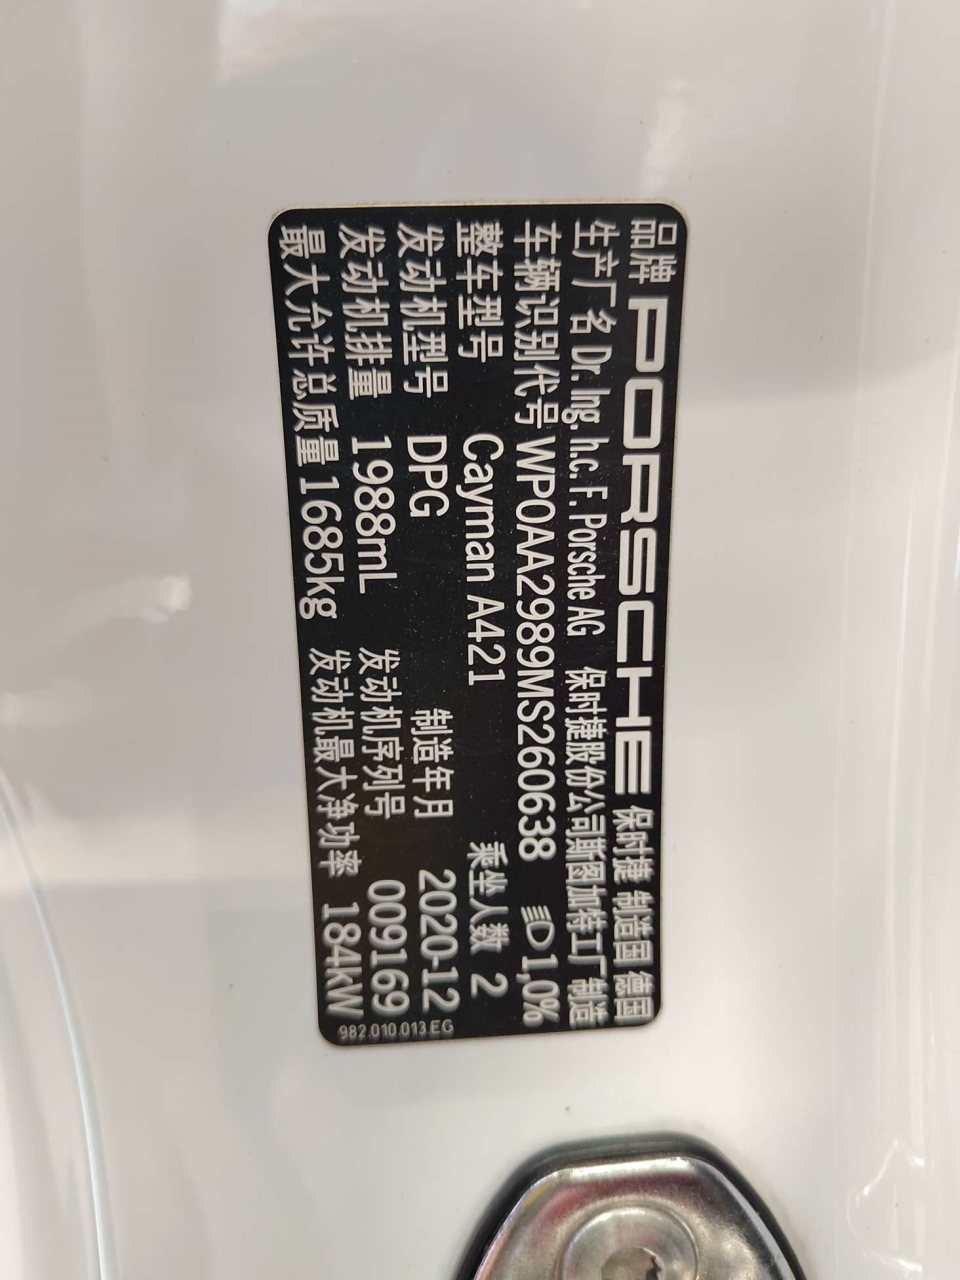 品牌 PORSCHE 保时捷 制造国 德国
生产厂名 Dr. Ing. h.c. F. Porsche AG 保时捷股份公司斯图加特工厂制造
车辆识别代号 WP0AA2989MS260638 1,0%
整车型号 Cayman A421 乘坐人数 2
发动机型号 DPG 制造年月 2020-12
发动机排量 1988mL 发动机序列号 009169
最大允许总质量 1685kg 发动机最大净功率 184kW
982.010.013.EG